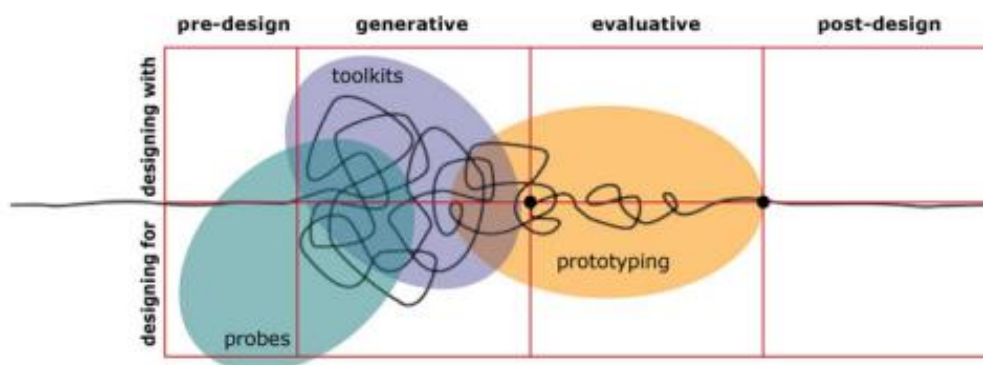 pre-design generative evaluative post-design
designing with
toolkits
designing for
prototyping
probes